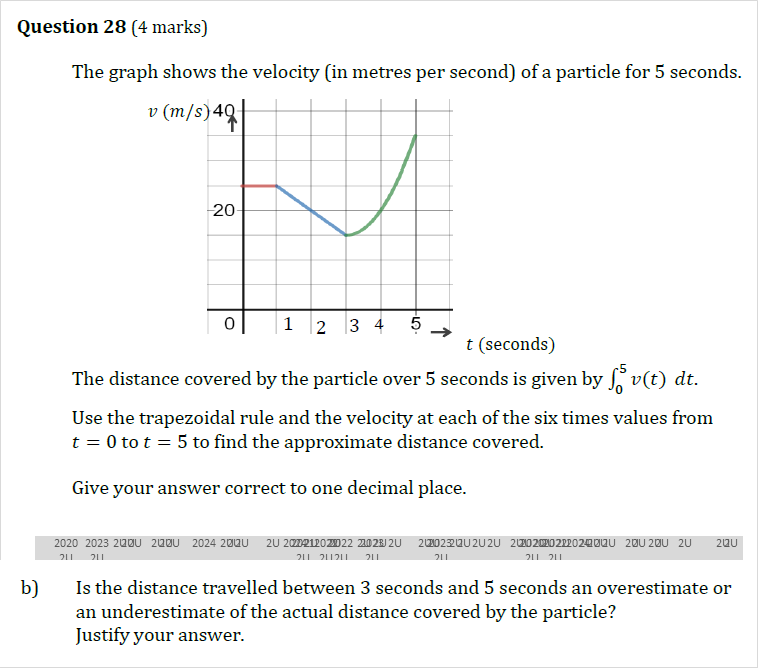 Question 28 (4 marks)
The graph shows the velocity (in metres per second) of a particle for 5 seconds.
v (m/s) 40
20
0 1 2 3 4 5
t (seconds)
The distance covered by the particle over 5 seconds is given by ∫₀⁵ v(t) dt.
Use the trapezoidal rule and the velocity at each of the six times values from
t = 0 to t = 5 to find the approximate distance covered.
Give your answer correct to one decimal place.
2020 2023 2024
b) Is the distance travelled between 3 seconds and 5 seconds an overestimate or
an underestimate of the actual distance covered by the particle?
Justify your answer.